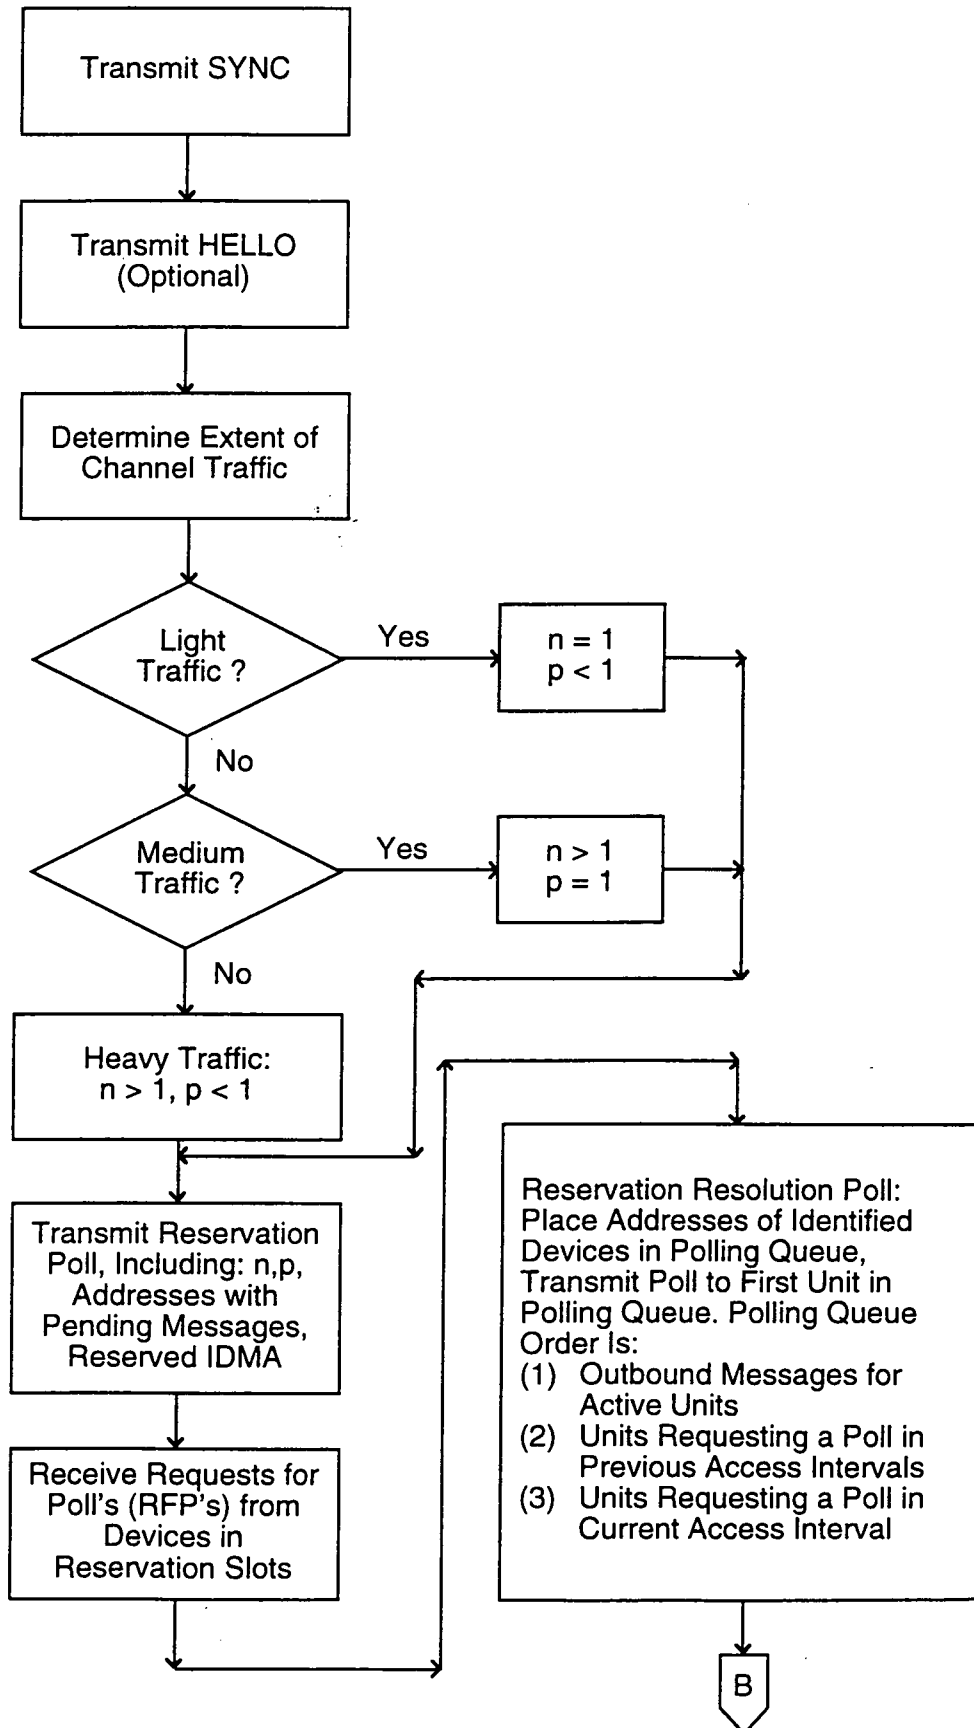 Transmit SYNC
Transmit HELLO
(Optional)
Determine Extent of
Channel Traffic
Light
Traffic ?
Yes
n = 1
p < 1
No
Medium
Traffic ?
Yes
n > 1
p = 1
No
Heavy Traffic:
n > 1, p < 1
Transmit Reservation
Poll, Including: n,p,
Addresses with
Pending Messages,
Reserved IDMA
Receive Requests for
Poll's (RFP's) from
Devices in
Reservation Slots
Reservation Resolution Poll:
Place Addresses of Identified
Devices in Polling Queue,
Transmit Poll to First Unit in
Polling Queue. Polling Queue
Order Is:
(1) Outbound Messages for
Active Units
(2) Units Requesting a Poll in
Previous Access Intervals
(3) Units Requesting a Poll in
Current Access Interval
B